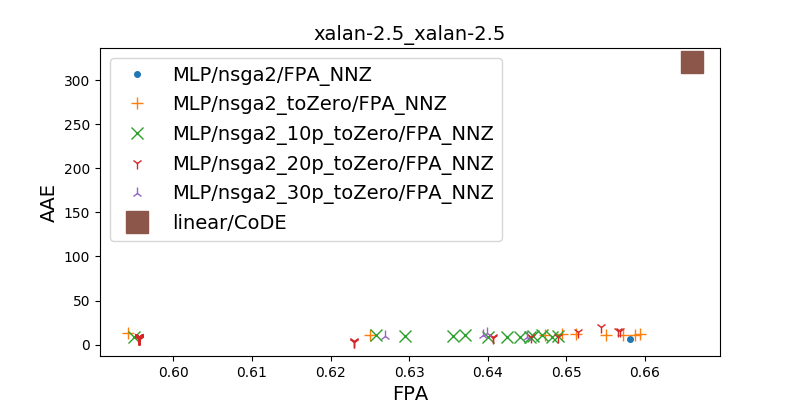 xalan-2.5_xalan-2.5
MLP/nsga2/FPA_NNZ
MLP/nsga2_toZero/FPA_NNZ
MLP/nsga2_10p_toZero/FPA_NNZ
MLP/nsga2_20p_toZero/FPA_NNZ
MLP/nsga2_30p_toZero/FPA_NNZ
linear/CoDE
AAE
300
250
200
150
100
50
0
0.60 0.61 0.62 0.63 0.64 0.65 0.66
FPA